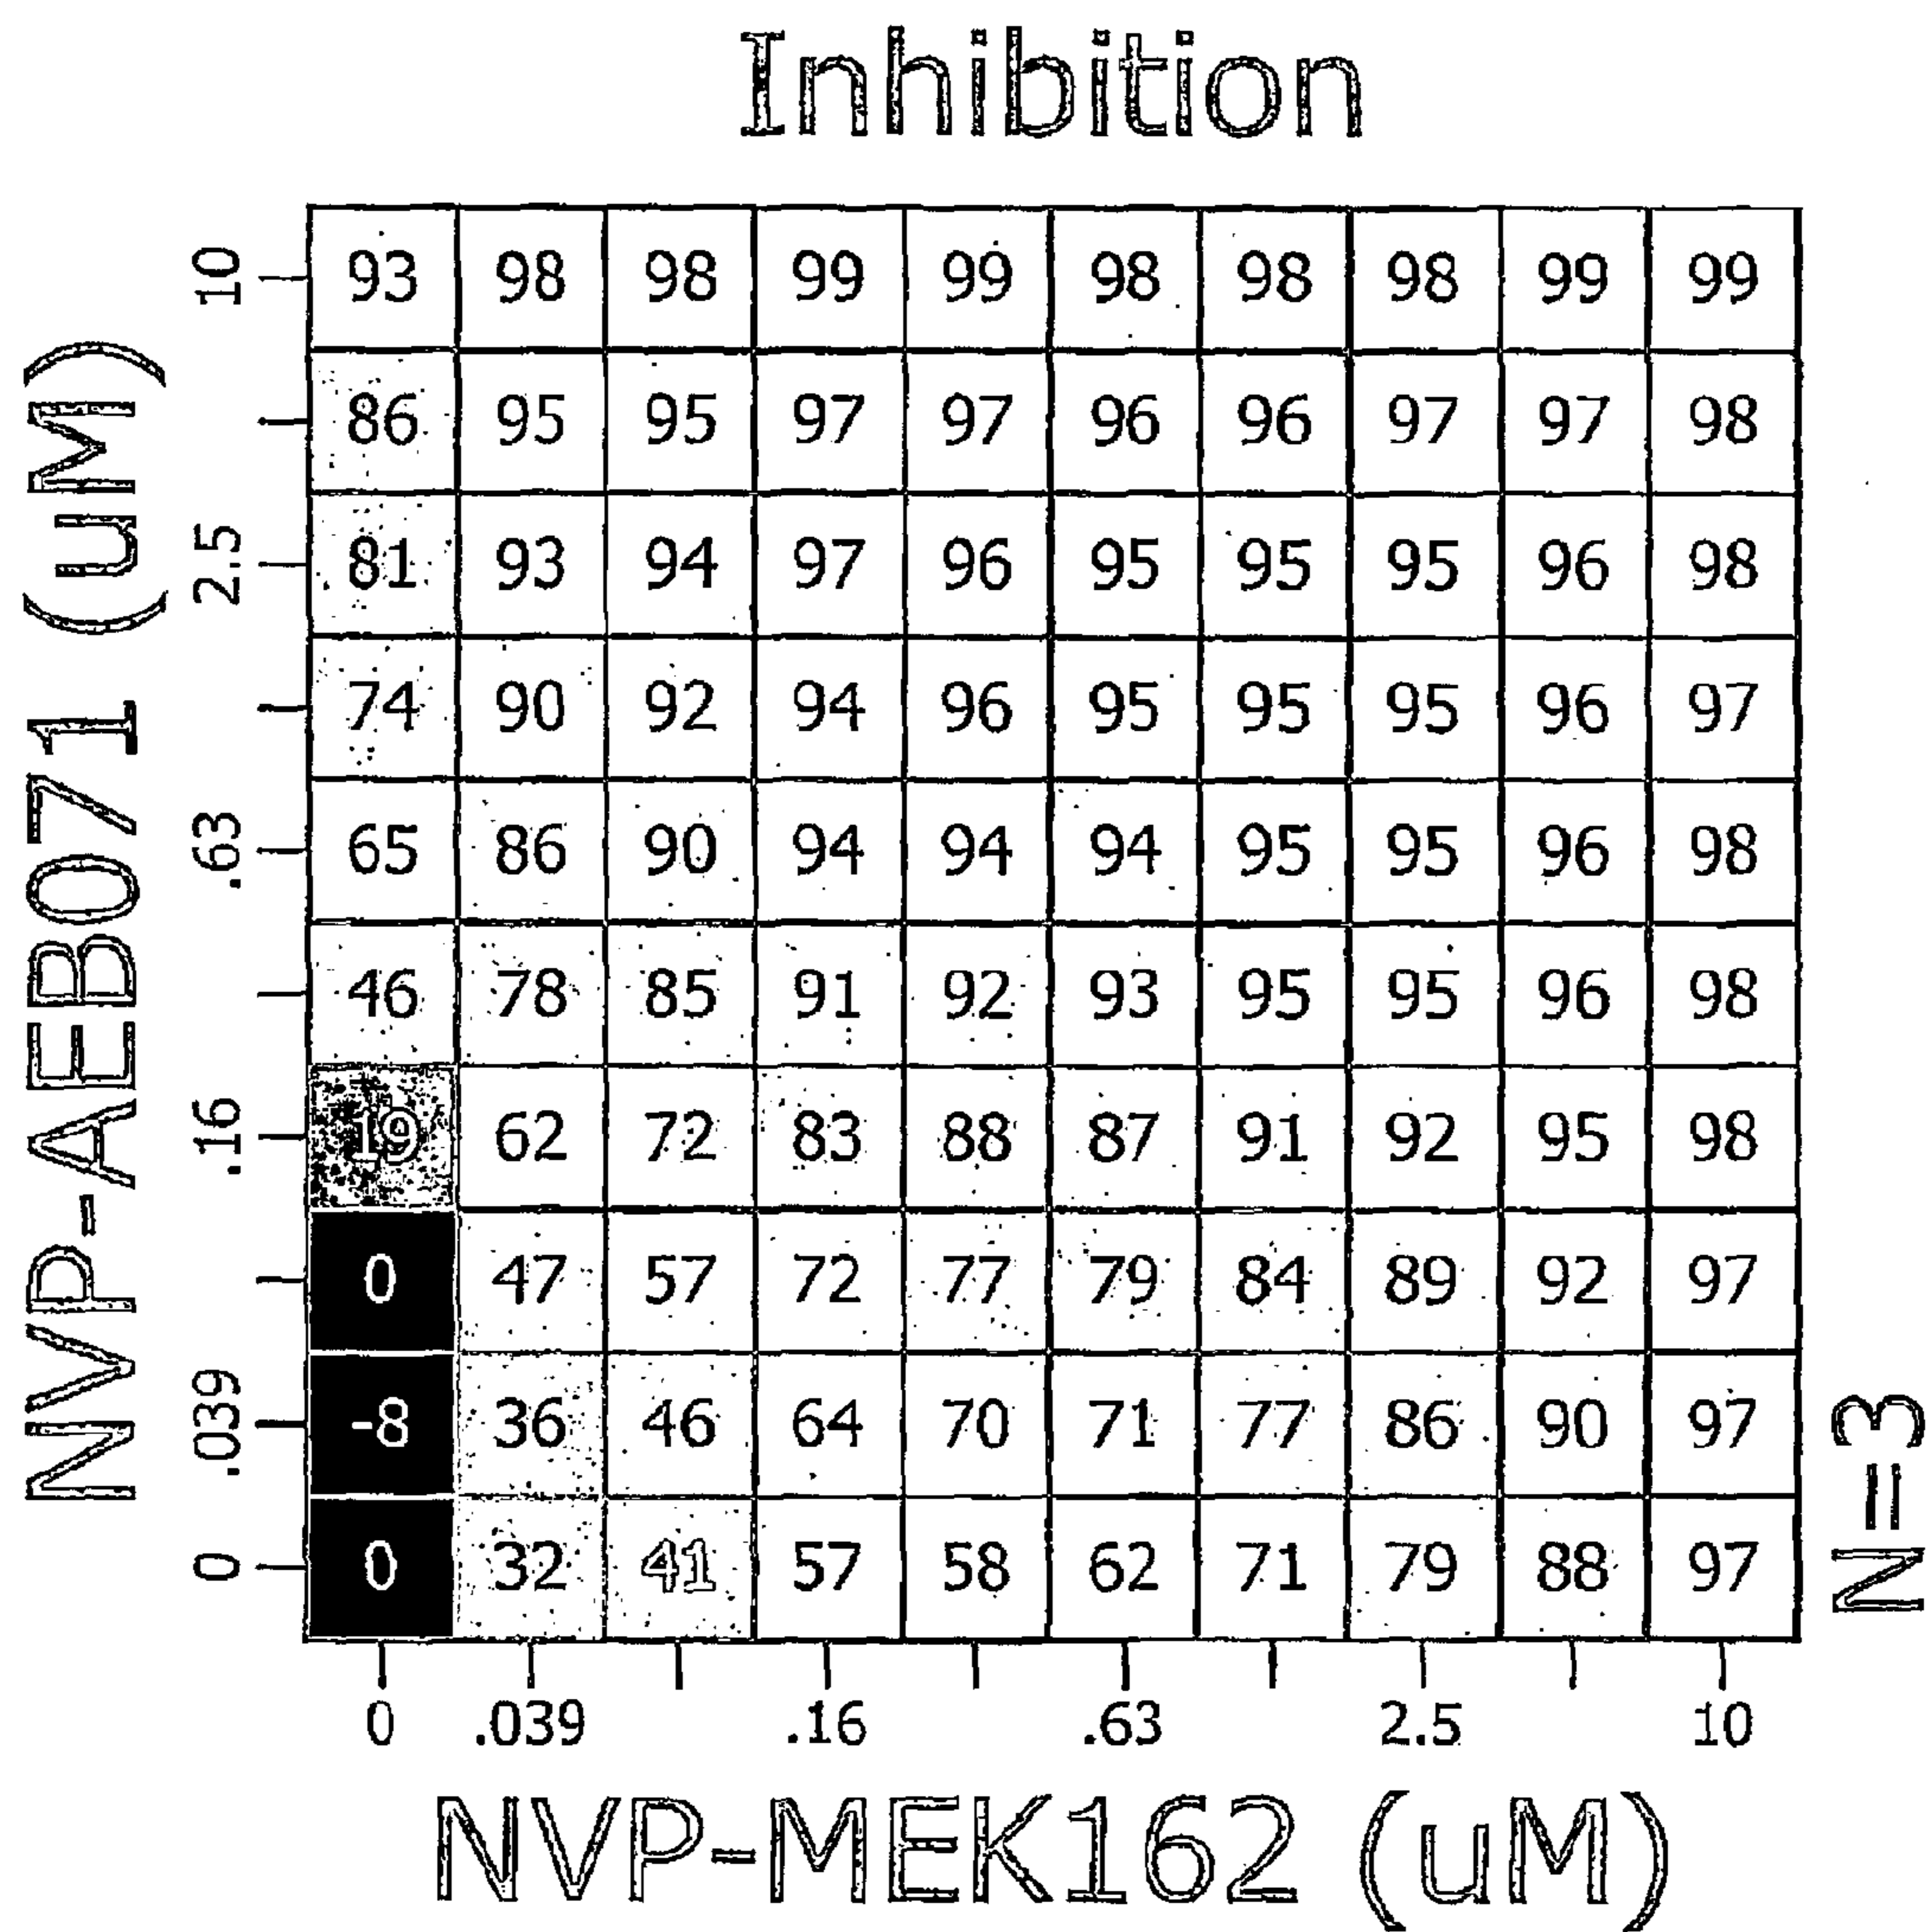 Inhibition
NVP-AEB071 (uM)
10 93 98 98 99 99 98 98 98 99 99
86 95 95 97 97 96 96 97 97 98
2.5 81 93 94 97 96 95 95 95 96 98
74 90 92 94 96 95 95 95 96 97
.63 65 86 90 94 94 94 95 95 96 98
46 78 85 91 92 93 95 95 96 98
.16 19 62 72 83 88 87 91 92 95 98
0 47 57 72 77 79 84 89 92 97
.039 -8 36 46 64 70 71 77 86 90 97
0 0 32 41 57 58 62 71 79 88 97
N=3
0 .039 .16 .63 2.5 10
NVP-MEK162 (uM)